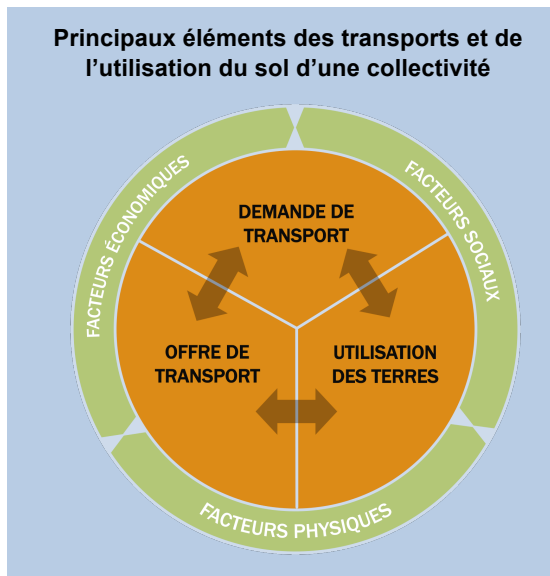 Principaux éléments des transports et de
l’utilisation du sol d’une collectivité
FACTEURS ÉCONOMIQUES
FACTEURS SOCIAUX
DEMANDE DE
TRANSPORT
OFFRE DE
TRANSPORT
UTILISATION
DES TERRES
FACTEURS PHYSIQUES